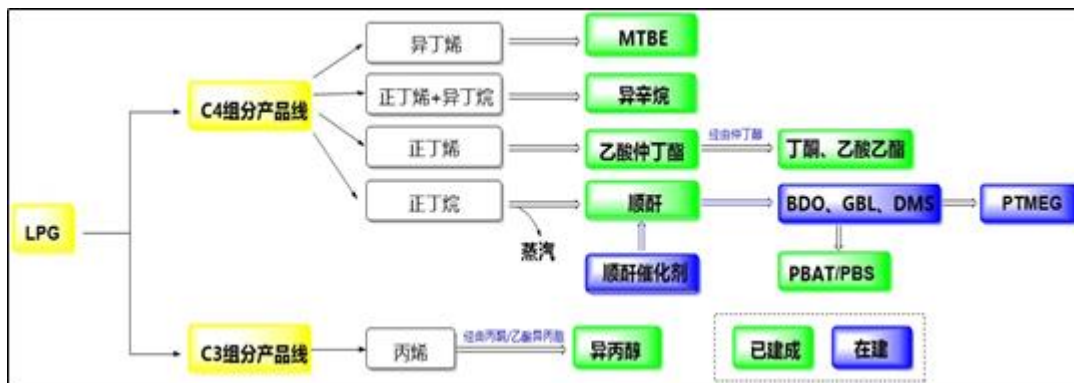 异丁烯
MTBE
C4组分产品线
正丁烯+异丁烷
异辛烷
正丁烯
乙酸仲丁酯
经由仲丁醇
丁酮、乙酸乙酯
正丁烷
顺酐
BDO、GBL、DMS
PTMEG
LPG
蒸汽
顺酐催化剂
PBAT/PBS
C3组分产品线
丙烯
经由丙酮/乙酸异丙酯
异丙醇
已建成
在建